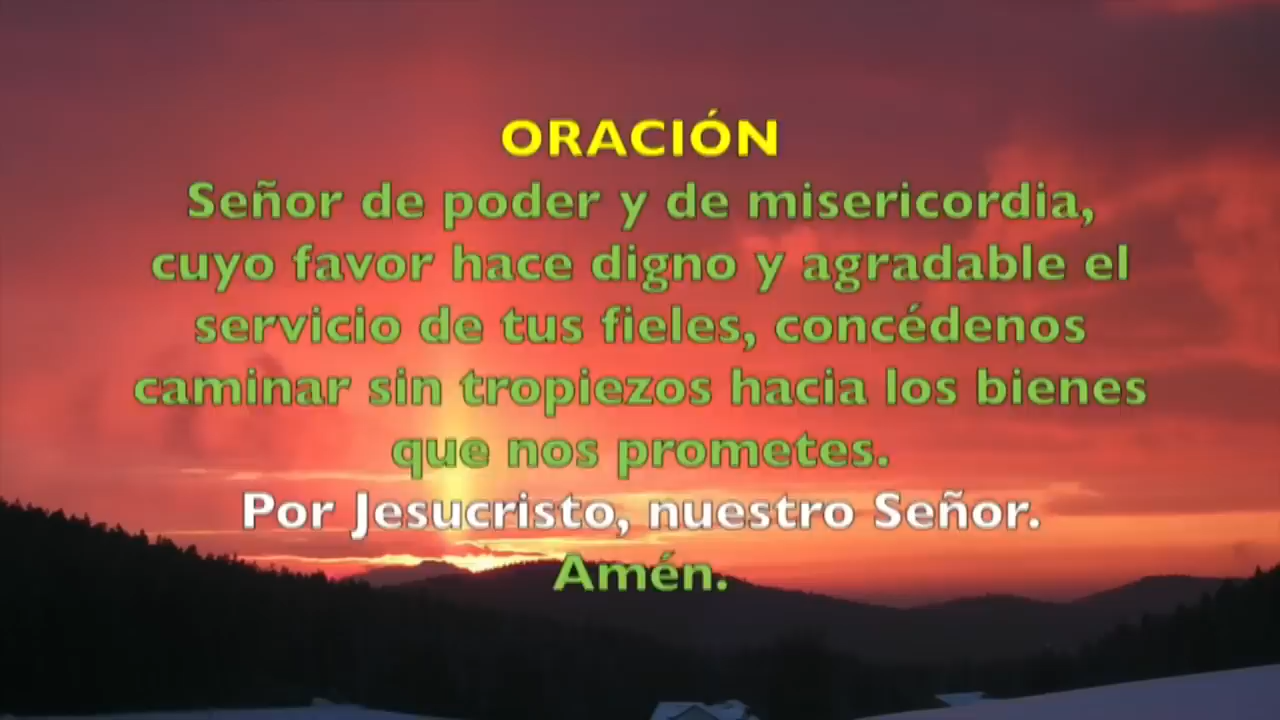 ORACIÓN
Señor de poder y de misericordia,
cuyo favor hace digno y agradable el
servicio de tus fieles, concédenos
caminar sin tropiezos hacia los bienes
que nos prometes.
Por Jesucristo, nuestro Señor.
Amén.